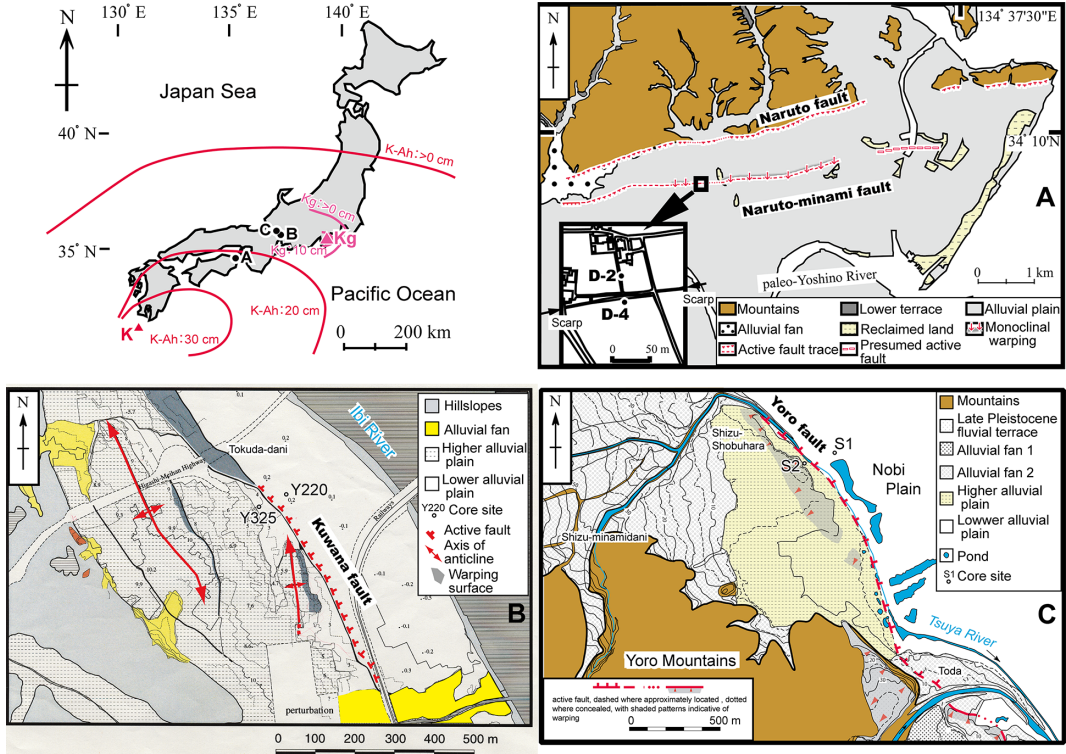 130°E
135°E
140°E
N
Japan Sea
40°N
K-Ah:>0 cm
Kg:>0 cm
C
B
Kg
35°N
Kg:10 cm
A
Pacific Ocean
K-Ah:20 cm
K
K-Ah:30 cm
0
200 km
134° 37'30"E
N
Naruto fault
34°10'N
Naruto-minami fault
A
D-2
D-4
Scarp
Scarp
0 50 m
paleo-Yoshino River
0 1 km
Mountains
Lower terrace
Alluvial plain
Alluvial fan
Reclaimed land
Monoclinal
warping
Active fault trace
Presumed active
fault
N
Ibi River
Tokuda-dani
Higashi-Meihan Highway
Y220
Y325
Railways
Kuwana fault
perturbation
Hillslopes
Alluvial fan
Higher alluvial
plain
Lower alluvial
plain
Y220
Core site
Active fault
Axis of
anticline
Warping
surface
B
0 100 200 300 400 500 m
N
Yoro fault
Shizu-
Shobuhara
S1
S2
Nobi
Plain
Shizu-minamidani
Tsuya River
Toda
Yoro Mountains
active fault, dashed where approximately located , dotted
where concealed, with shaded patterns indicative of
warping
0 500 m
Mountains
Late Pleistocene
fluvial terrace
Alluvial fan 1
Alluvial fan 2
Higher alluvial
plain
Lowwer alluvial
plain
Pond
S1
Core site
C